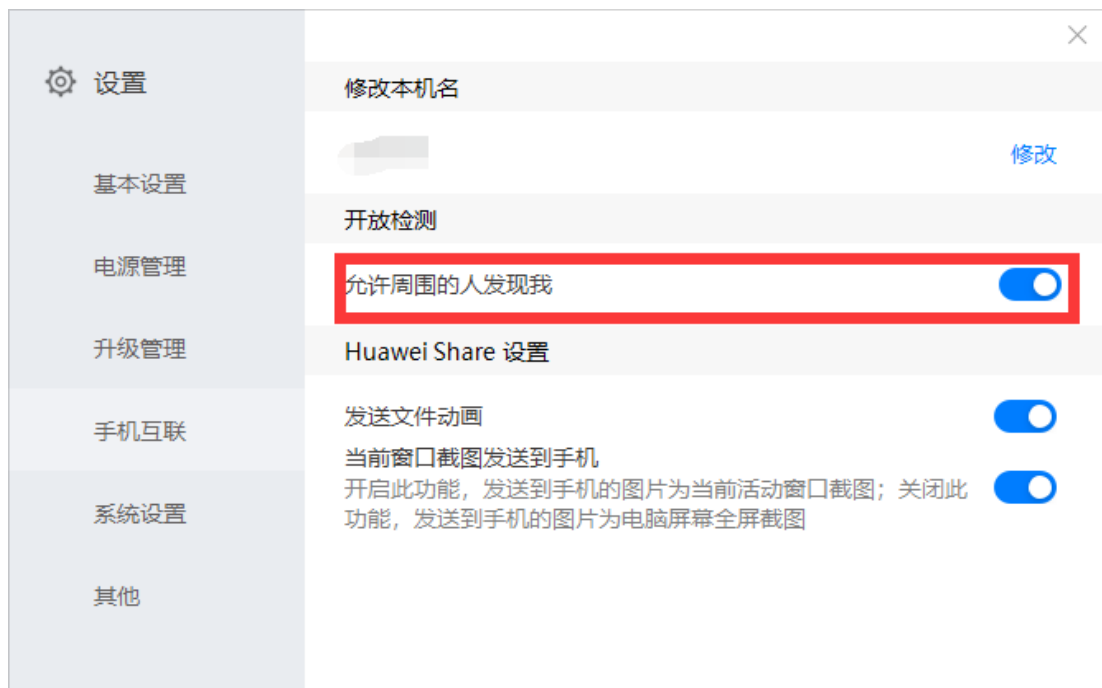 设置
基本设置
电源管理
升级管理
手机互联
系统设置
其他
修改本机名
修改
开放检测
允许周围的人发现我
Huawei Share 设置
发送文件动画
当前窗口截图发送到手机
开启此功能，发送到手机的图片为当前活动窗口截图；关闭此
功能，发送到手机的图片为电脑屏幕全屏截图